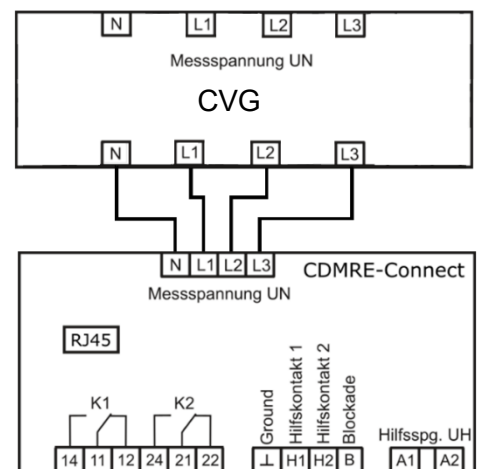 N L1 L2 L3
Messspannung UN
CVG
N L1 L2 L3
N L1 L2 L3 CDMRE-Connect
Messspannung UN
RJ45
K1 K2
Ground
Hilfskontakt 1
Hilfskontakt 2
Blockade
Hilfsspg. UH
14 11 12 24 21 22 ⊥ H1 H2 B A1 A2